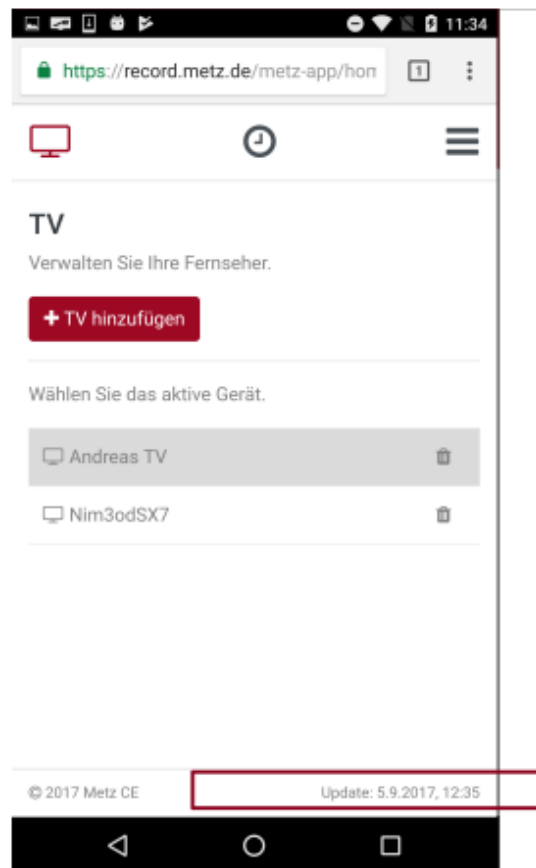 11:34
https://record.metz.de/metz-app/hon
1
TV
Verwalten Sie Ihre Fernseher.
+ TV hinzufügen
Wählen Sie das aktive Gerät.
Andreas TV
Nim3odSX7
© 2017 Metz CE
Update: 5.9.2017, 12:35